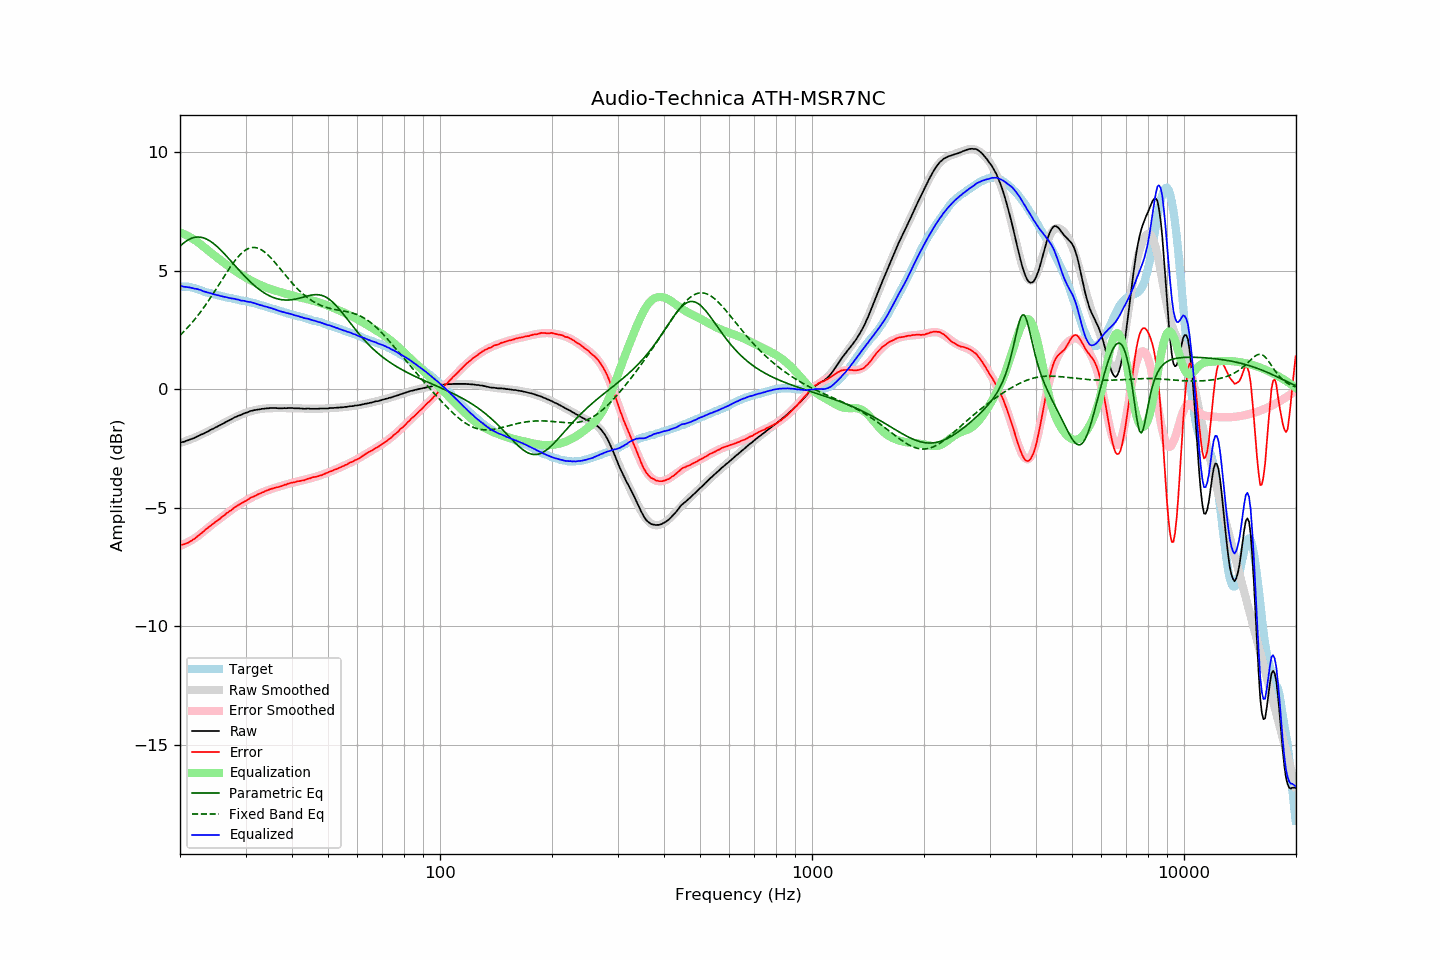 Audio-Technica ATH-MSR7NC
Amplitude (dBr)
10
5
0
−5
−10
−15
Target
Raw Smoothed
Error Smoothed
Raw
Error
Equalization
Parametric Eq
Fixed Band Eq
Equalized
100
1000
10000
Frequency (Hz)